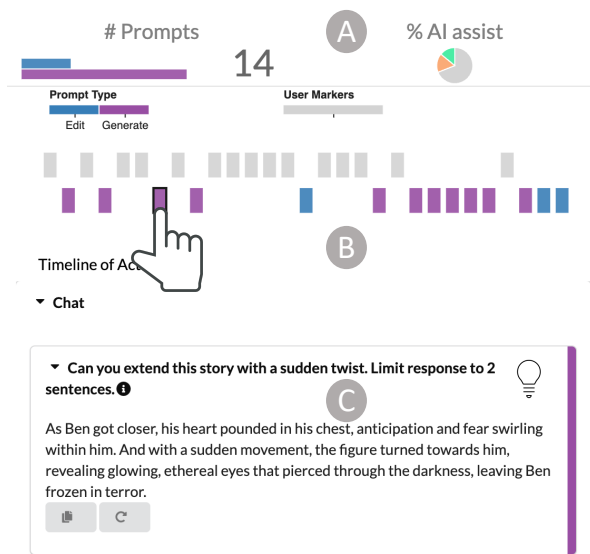 # Prompts
A
% AI assist
14
Prompt Type
User Markers
Edit
Generate
B
Timeline of Act
Chat
Can you extend this story with a sudden twist. Limit response to 2
sentences.
C
As Ben got closer, his heart pounded in his chest, anticipation and fear swirling
within him. And with a sudden movement, the figure turned towards him,
revealing glowing, ethereal eyes that pierced through the darkness, leaving Ben
frozen in terror.